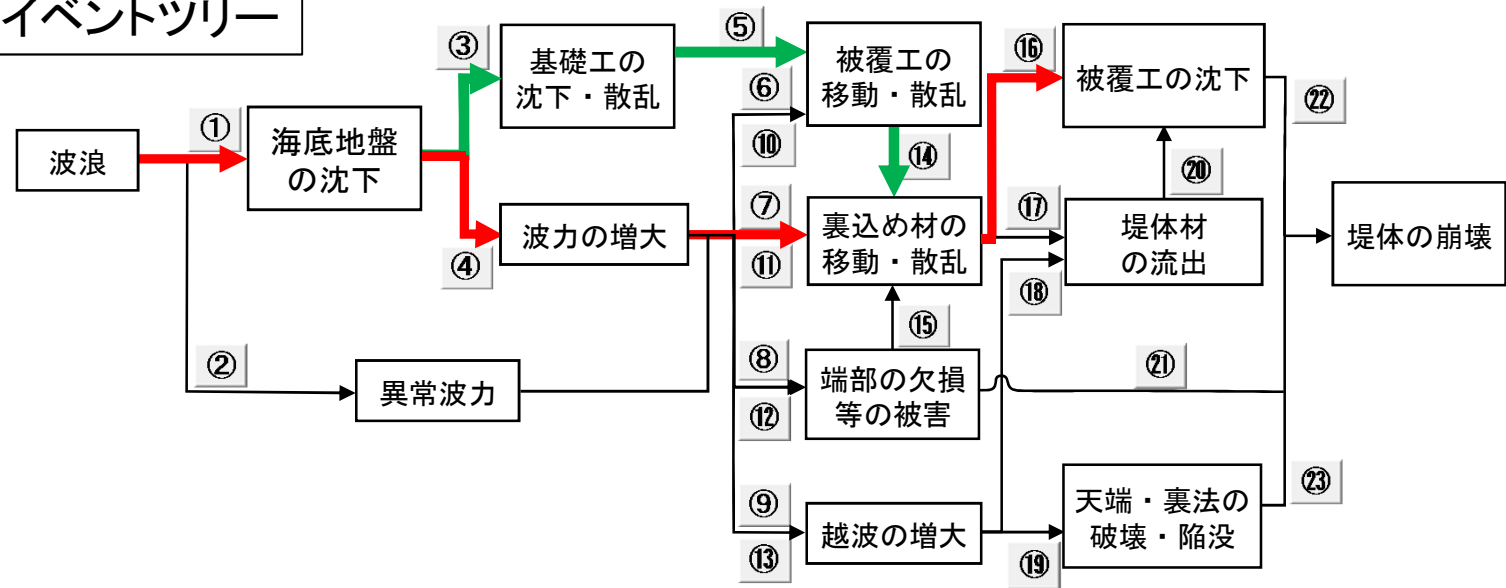 イベントツリー
波浪
①
②
海底地盤
の沈下
③
④
基礎工の
沈下・散乱
波力の増大
異常波力
⑤
⑥
⑩
⑦
⑪
⑧
⑫
⑨
⑬
被覆工の
移動・散乱
⑭
裏込め材の
移動・散乱
⑮
端部の欠損
等の被害
越波の増大
⑯
⑰
⑱
⑲
被覆工の沈下
⑳
堤体材
の流出
㉑
天端・裏法の
破壊・陥没
㉒
㉓
堤体の崩壊